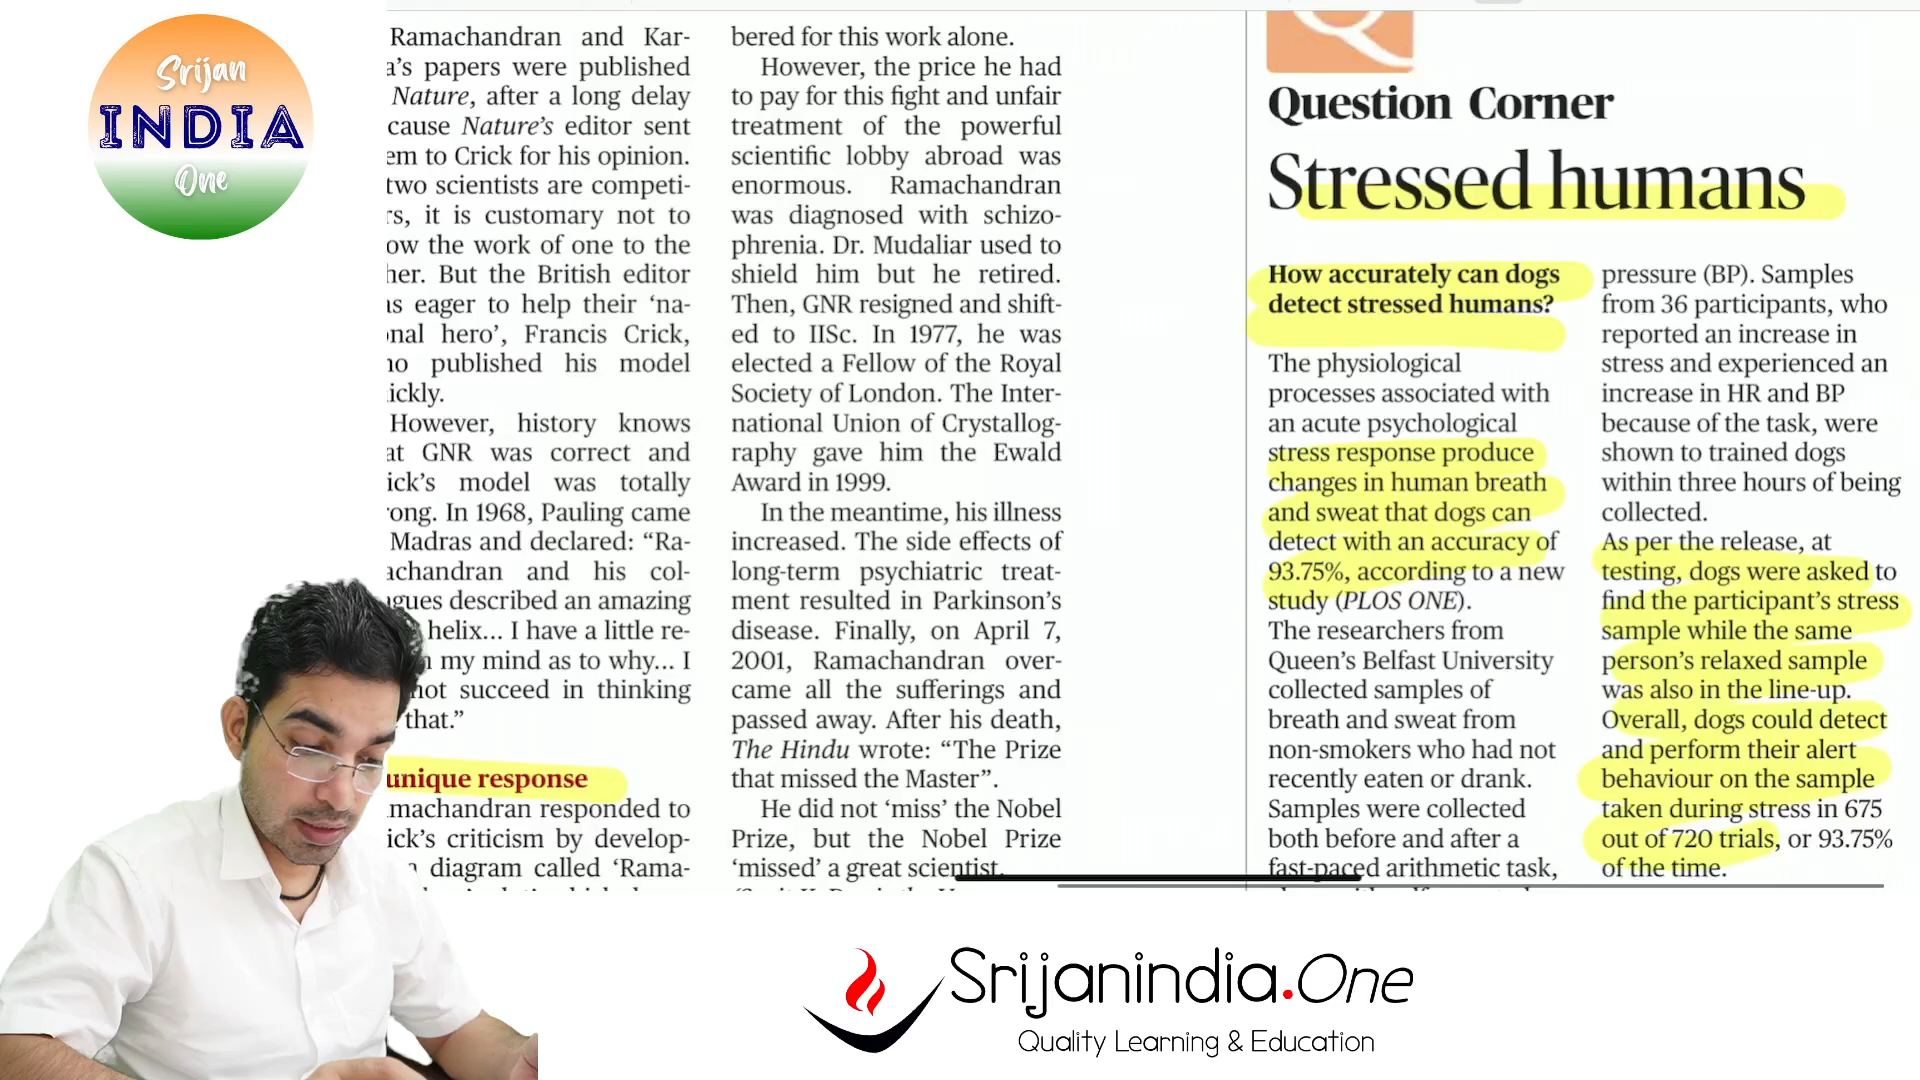 Srijan
INDIA
One
Ramachandran and Kar-
a's papers were published
Nature, after a long delay
cause Nature's editor sent
em to Crick for his opinion.
two scientists are competi-
rs, it is customary not to
ow the work of one to the
her. But the British editor
as eager to help their 'na-
onal hero', Francis Crick,
ho published his model
ickly.
However, history knows
at GNR was correct and
ick's model was totally
rong. In 1968, Pauling came
Madras and declared: "Ra-
achandran and his col-
gues described an amazing
helix... I have a little re-
my mind as to why... I
not succeed in thinking
that."
unique response
amachandran responded to
ick's criticism by develop-
diagram called 'Rama-
bered for this work alone.
However, the price he had
to pay for this fight and unfair
treatment of the powerful
scientific lobby abroad was
enormous. Ramachandran
was diagnosed with schizo-
phrenia. Dr. Mudaliar used to
shield him but he retired.
Then, GNR resigned and shift-
ed to IISc. In 1977, he was
elected a Fellow of the Royal
Society of London. The Inter-
national Union of Crystallog-
raphy gave him the Ewald
Award in 1999.
In the meantime, his illness
increased. The side effects of
long-term psychiatric treat-
ment resulted in Parkinson's
disease. Finally, on April 7,
2001, Ramachandran over-
came all the sufferings and
passed away. After his death,
The Hindu wrote: "The Prize
that missed the Master".
He did not 'miss' the Nobel
Prize, but the Nobel Prize
'missed' a great scientist.
Question Corner
Stressed humans
How accurately can dogs
detect stressed humans?
The physiological
processes associated with
an acute psychological
stress response produce
changes in human breath
and sweat that dogs can
detect with an accuracy of
93.75%, according to a new
study (PLOS ONE).
The researchers from
Queen's Belfast University
collected samples of
breath and sweat from
non-smokers who had not
recently eaten or drank.
Samples were collected
both before and after a
fast-paced arithmetic task,
pressure (BP). Samples
from 36 participants, who
reported an increase in
stress and experienced an
increase in HR and BP
because of the task, were
shown to trained dogs
within three hours of being
collected.
As per the release, at
testing, dogs were asked to
find the participant's stress
sample while the same
person's relaxed sample
was also in the line-up.
Overall, dogs could detect
and perform their alert
behaviour on the sample
taken during stress in 675
out of 720 trials, or 93.75%
of the time.
Srijanindia.One
Quality Learning & Education